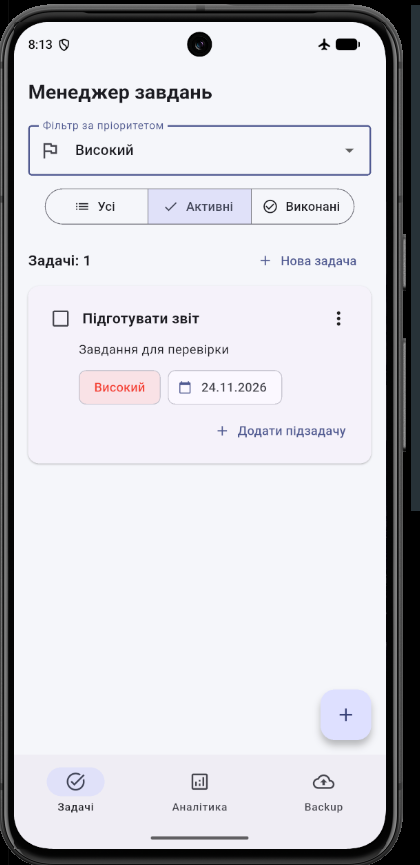 8:13
Менеджер завдань
Фільтр за пріоритетом
Високий
Усі Активні Виконані
Задачі: 1 + Нова задача
Підготувати звіт
Завдання для перевірки
Високий 24.11.2026
+ Додати підзадачу
+
Задачі Аналітика Backup